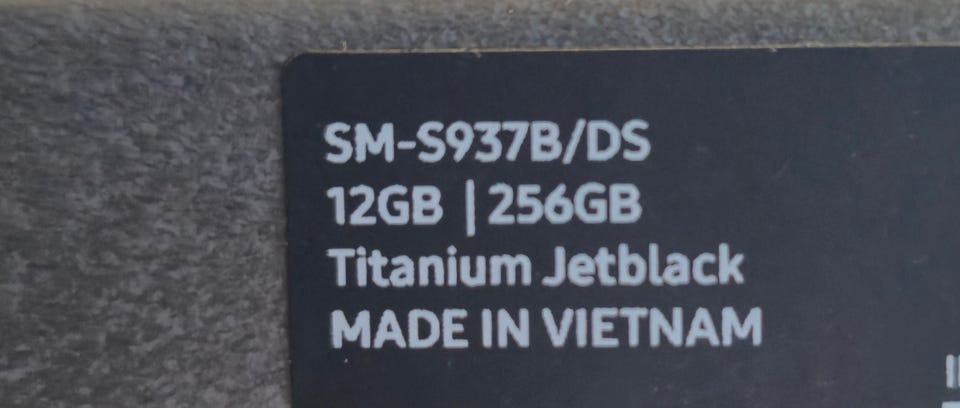 SM-S937B/DS
12GB | 256GB
Titanium Jetblack
MADE IN VIETNAM